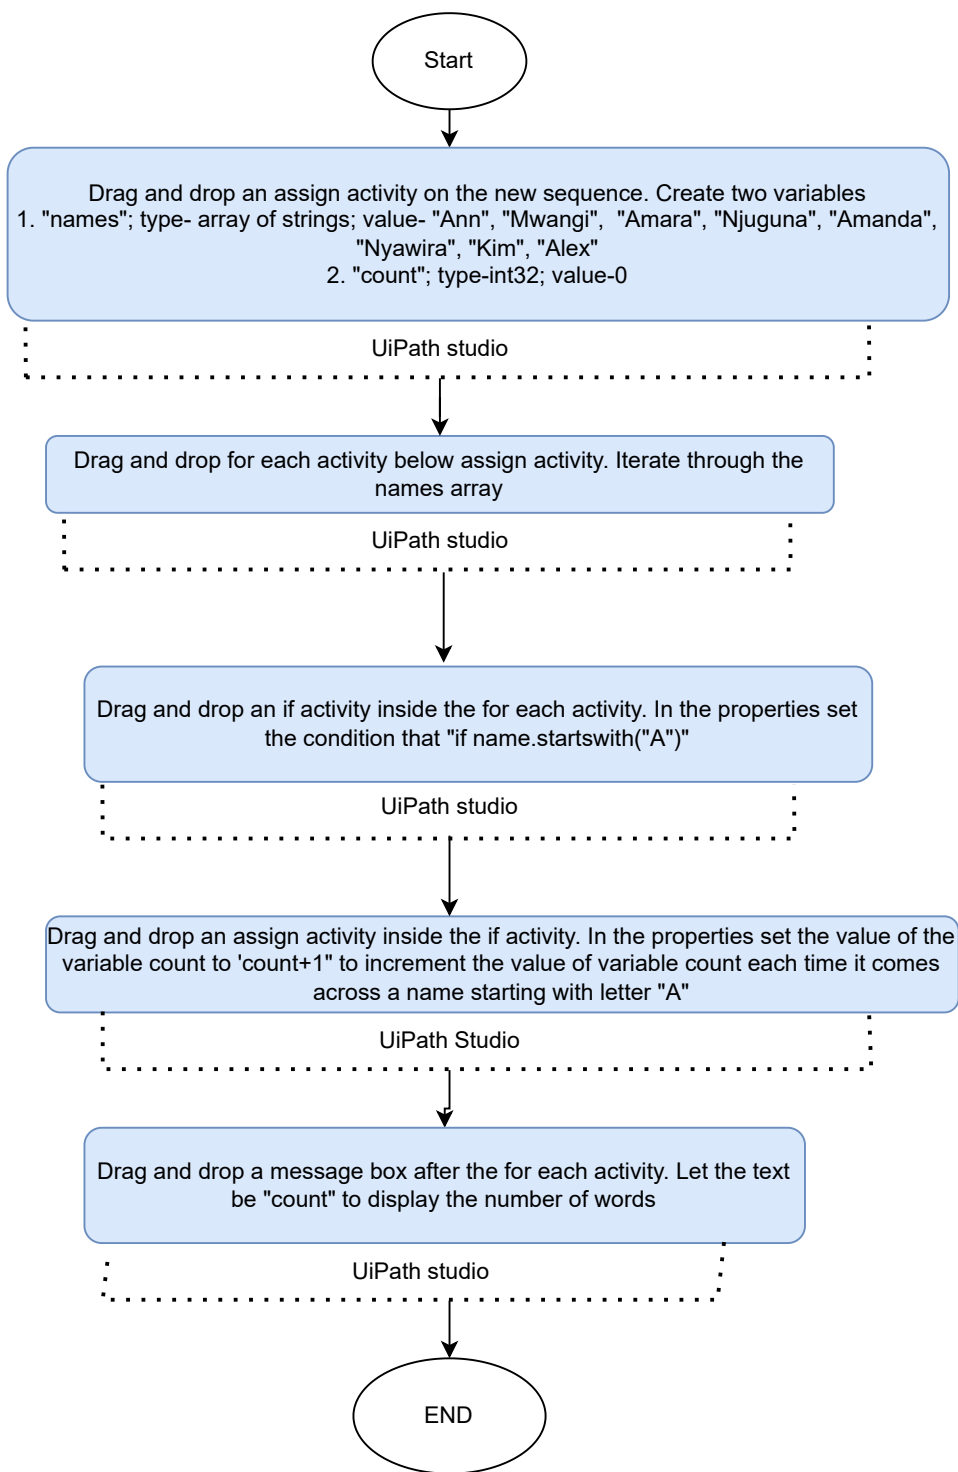 Start
Drag and drop an assign activity on the new sequence. Create two variables
1. "names"; type- array of strings; value- "Ann", "Mwangi",  "Amara", "Njuguna", "Amanda",
"Nyawira", "Kim", "Alex"
2. "count"; type-int32; value-0
UiPath studio
Drag and drop for each activity below assign activity. Iterate through the
names array
UiPath studio
Drag and drop an if activity inside the for each activity. In the properties set
the condition that "if name.startswith("A")"
UiPath studio
Drag and drop an assign activity inside the if activity. In the properties set the value of the
variable count to 'count+1" to increment the value of variable count each time it comes
across a name starting with letter "A"
UiPath Studio
Drag and drop a message box after the for each activity. Let the text
be "count" to display the number of words
UiPath studio
END